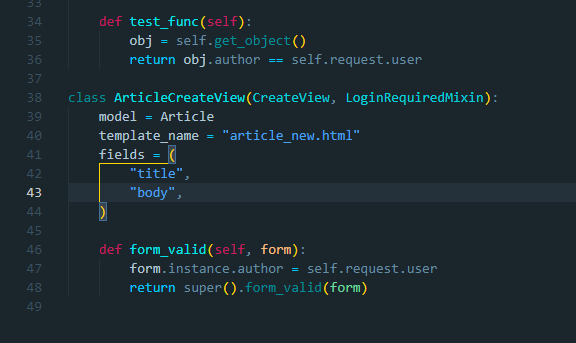 33
34 def test_func(self):
35 obj = self.get_object()
36 return obj.author == self.request.user
37
38 class ArticleCreateView(CreateView, LoginRequiredMixin):
39 model = Article
40 template_name = "article_new.html"
41 fields = (
42 "title",
43 "body",
44 )
45
46 def form_valid(self, form):
47 form.instance.author = self.request.user
48 return super().form_valid(form)
49